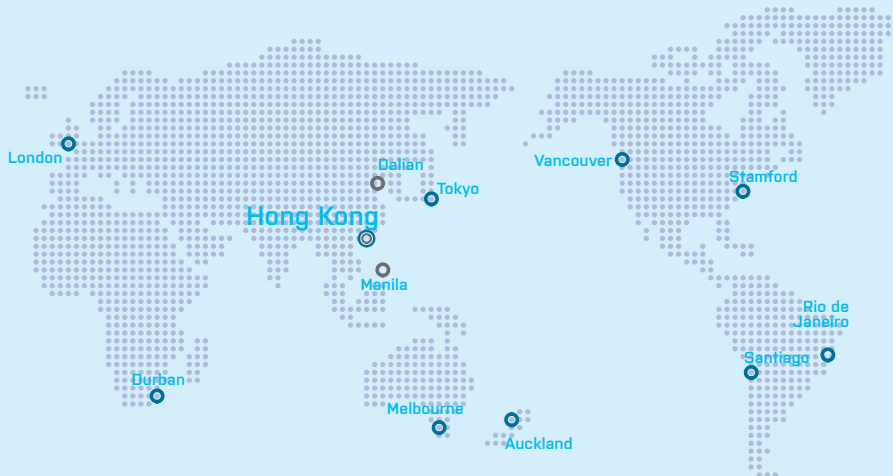 London
Dalian
Tokyo
Hong Kong
Manila
Durban
Melbourne
Auckland
Vancouver
Stamford
Rio de
Janeiro
Santiago